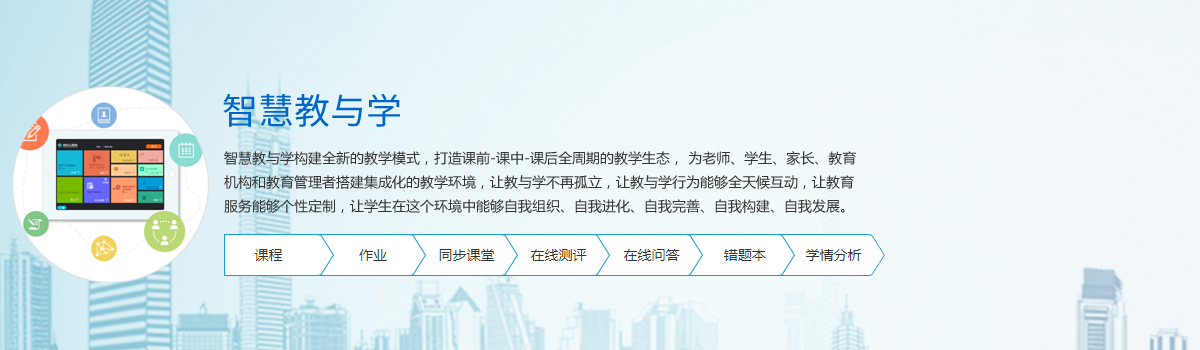 智慧教与学
智慧教与学构建全新的教学模式，打造课前-课中-课后全周期的教学生态， 为老师、学生、家长、教育
机构和教育管理者搭建集成化的教学环境，让教与学不再孤立，让教与学行为能够全天候互动，让教育
服务能够个性定制，让学生在这个环境中能够自我组织、自我进化、自我完善、自我构建、自我发展。
课程 作业 同步课堂 在线测评 在线问答 错题本 学情分析